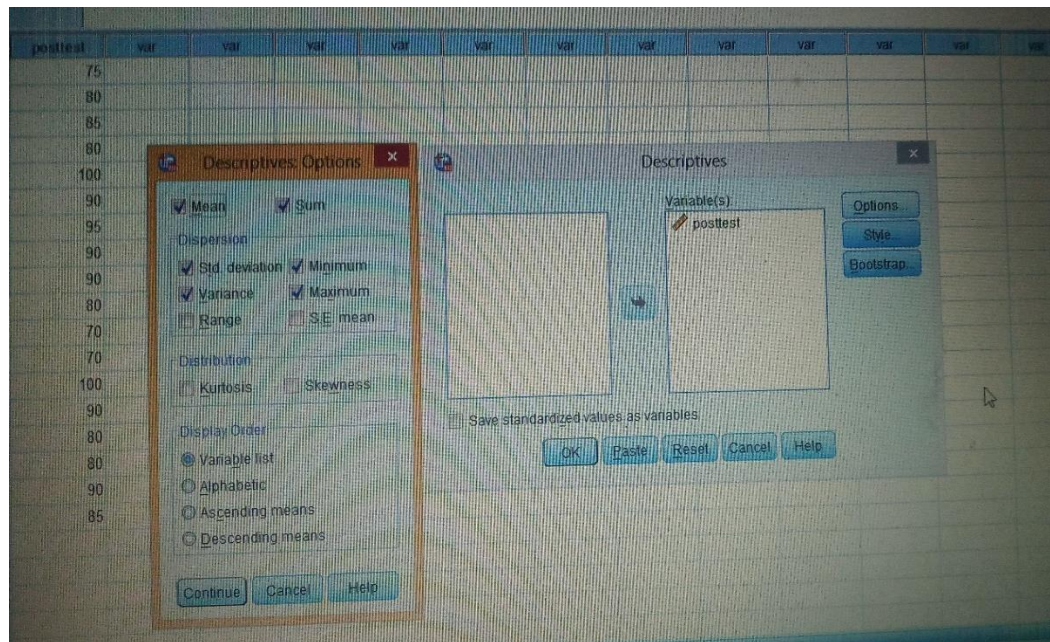 posttest var var var var var var var var var var var var
75
80
85
80
100
90
95
90
90
80
70
70
100
90
80
80
90
85
Descriptives: Options
Mean Sum
Dispersion
Std. deviation Minimum
Variance Maximum
Range S.E. mean
Distribution
Kurtosis Skewness
Display Order
Variable list
Alphabetic
Ascending means
Descending means
Continue Cancel Help
Descriptives
Variable(s):
posttest
Options...
Style...
Bootstrap...
Save standardized values as variables
OK Paste Reset Cancel Help